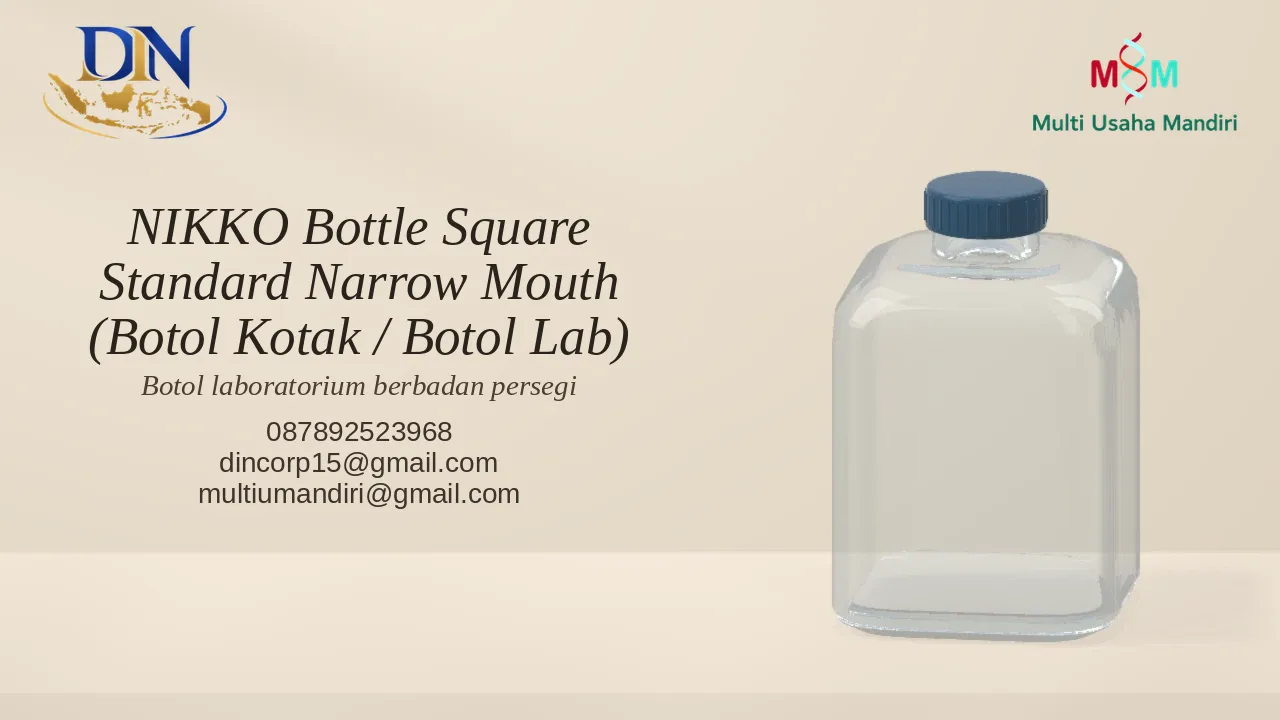 DIN
M M
Multi Usaha Mandiri
NIKKO Bottle Square
Standard Narrow Mouth
(Botol Kotak / Botol Lab)
Botol laboratorium berbadan persegi
087892523968
dincorp15@gmail.com
multiumandiri@gmail.com